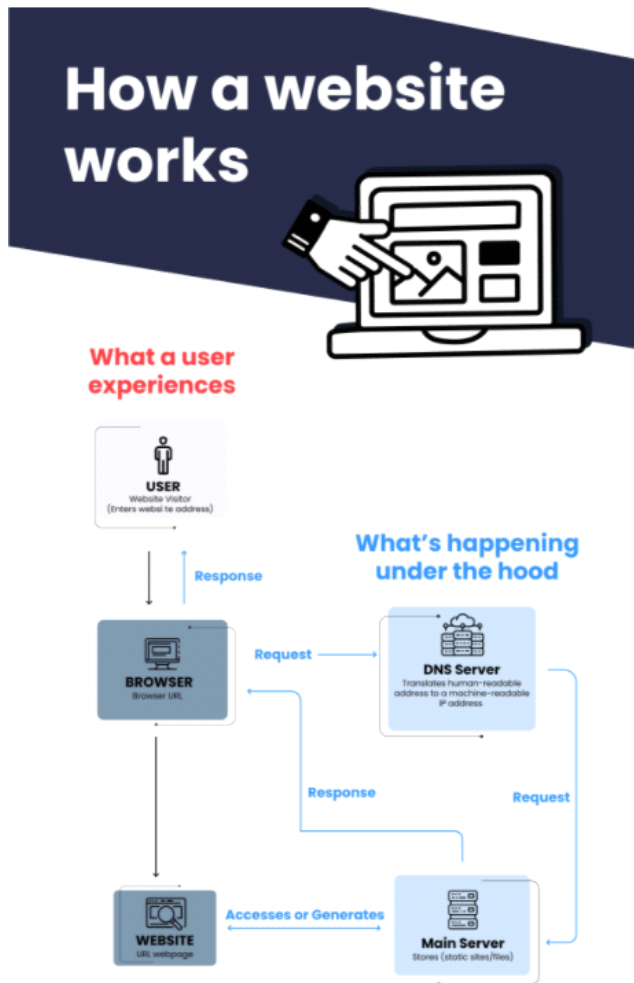 How a website
works
What a user
experiences
USER
Website Visitor
(Enters websi te address)
What's happening
under the hood
Response
Request
BROWSER
Browser URL
DNS Server
Translates human-readable
address to a machine-readable
IP address
Response
Request
Accesses or Generates
WEBSITE
URL webpage
Main Server
Stores (static sites/files)